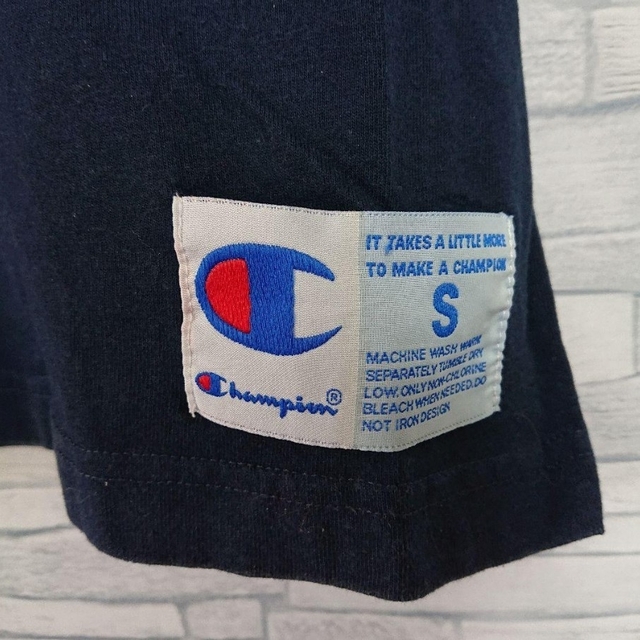 Champion®
IT TAKES A LITTLE MORE
TO MAKE A CHAMPION
S
MACHINE WASH WARM
SEPARATELY TUMBLE DRY
LOW. ONLY NON-CHLORINE
BLEACH WHEN NEEDED. DO
NOT IRON DESIGN